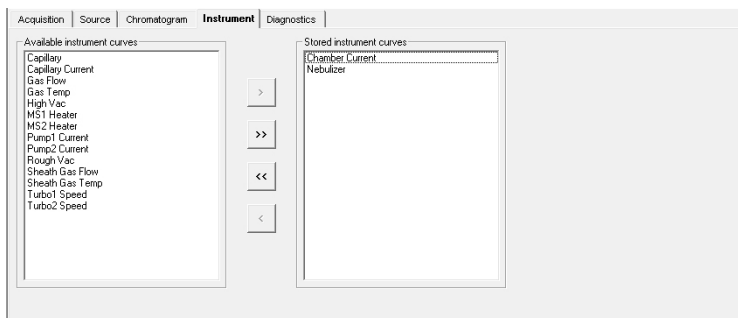 Acquisition Source Chromatogram Instrument Diagnostics
Available instrument curves
Capillary
Capillary Current
Gas Flow
Gas Temp
High Vac
MS1 Heater
MS2 Heater
Pump1 Current
Pump2 Current
Rough Vac
Sheath Gas Flow
Sheath Gas Temp
Turbo1 Speed
Turbo2 Speed
>
>>
<<
<
Stored instrument curves
Chamber Current
Nebulizer